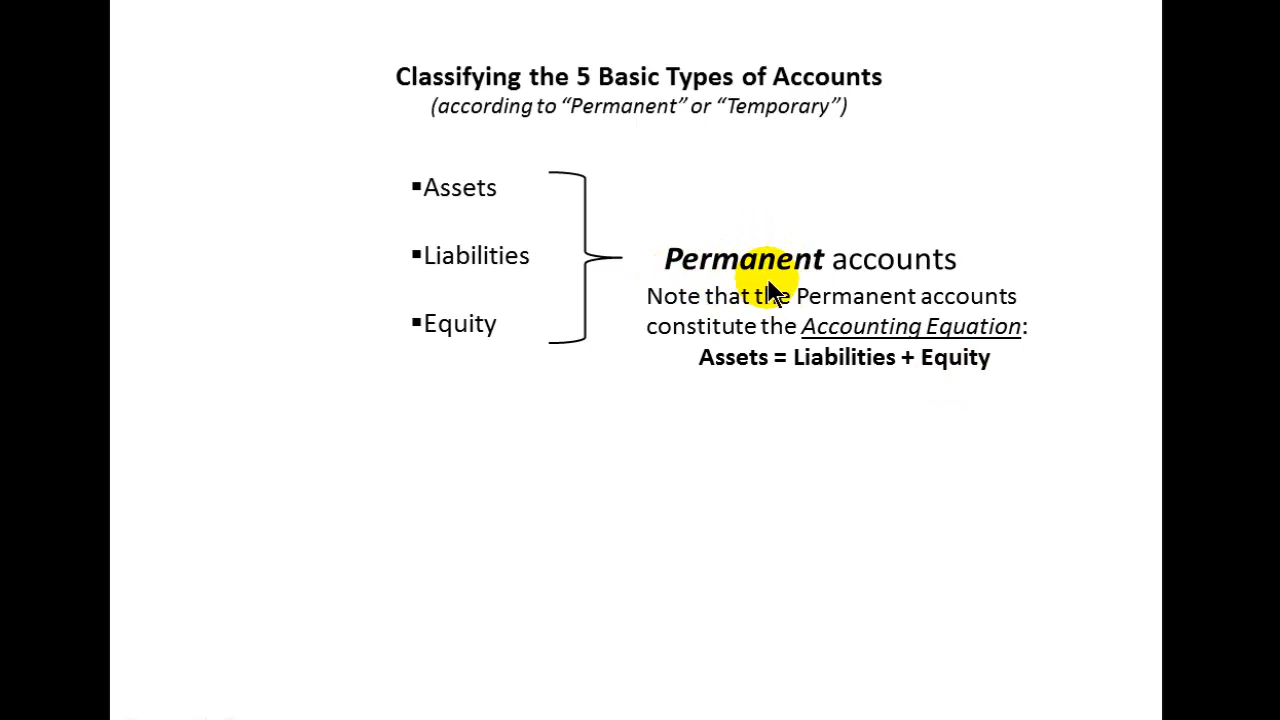 Classifying the 5 Basic Types of Accounts
(according to “Permanent” or “Temporary”)
▪Assets
▪Liabilities
▪Equity
Permanent accounts
Note that the Permanent accounts
constitute the Accounting Equation:
Assets = Liabilities + Equity